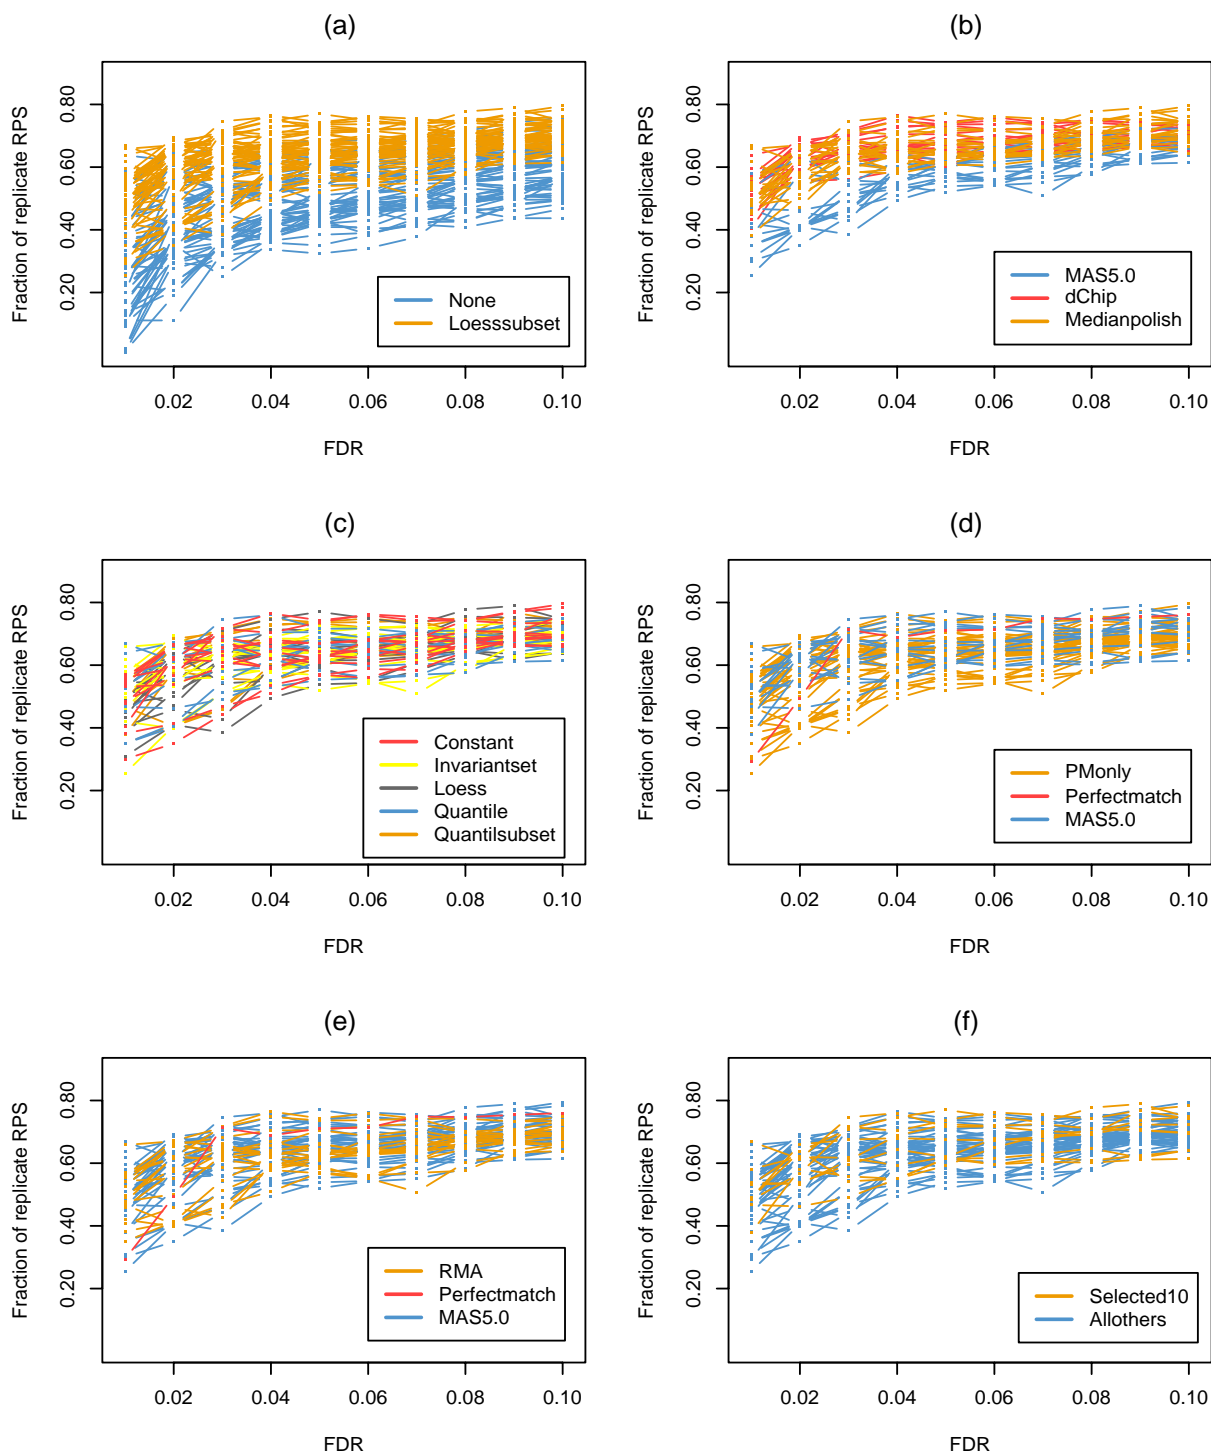 (a)
Fraction of replicate RPS
0.20 0.40 0.60 0.80
None
Loesssubset
0.02 0.04 0.06 0.08 0.10
FDR
(b)
Fraction of replicate RPS
0.20 0.40 0.60 0.80
MAS5.0
dChip
Medianpolish
0.02 0.04 0.06 0.08 0.10
FDR
(c)
Fraction of replicate RPS
0.20 0.40 0.60 0.80
Constant
Invariantset
Loess
Quantile
Quantilsubset
0.02 0.04 0.06 0.08 0.10
FDR
(d)
Fraction of replicate RPS
0.20 0.40 0.60 0.80
PMonly
Perfectmatch
MAS5.0
0.02 0.04 0.06 0.08 0.10
FDR
(e)
Fraction of replicate RPS
0.20 0.40 0.60 0.80
RMA
Perfectmatch
MAS5.0
0.02 0.04 0.06 0.08 0.10
FDR
(f)
Fraction of replicate RPS
0.20 0.40 0.60 0.80
Selected10
Allothers
0.02 0.04 0.06 0.08 0.10
FDR